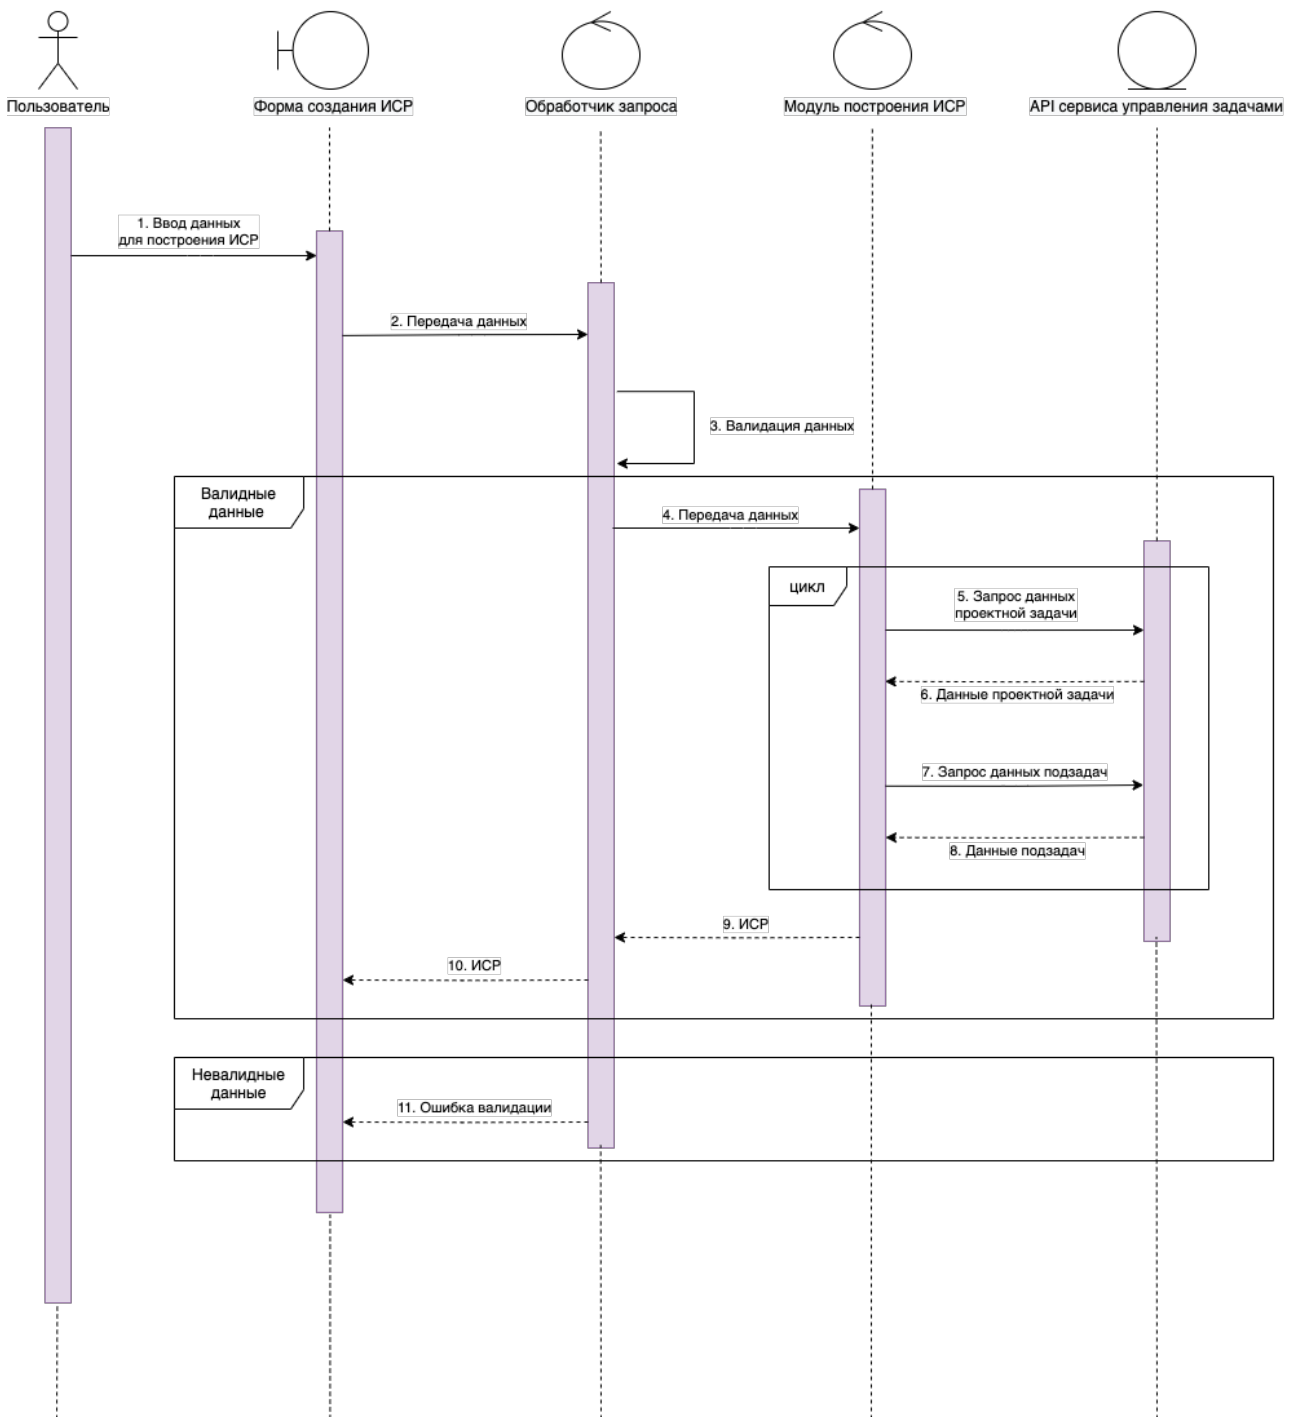 Пользователь
Форма создания ИСР
Обработчик запроса
Модуль построения ИСР
API сервиса управления задачами
1. Ввод данных
для построения ИСР
2. Передача данных
3. Валидация данных
Валидные
данные
4. Передача данных
цикл
5. Запрос данных
проектной задачи
6. Данные проектной задачи
7. Запрос данных подзадач
8. Данные подзадач
9. ИСР
10. ИСР
Невалидные
данные
11. Ошибка валидации